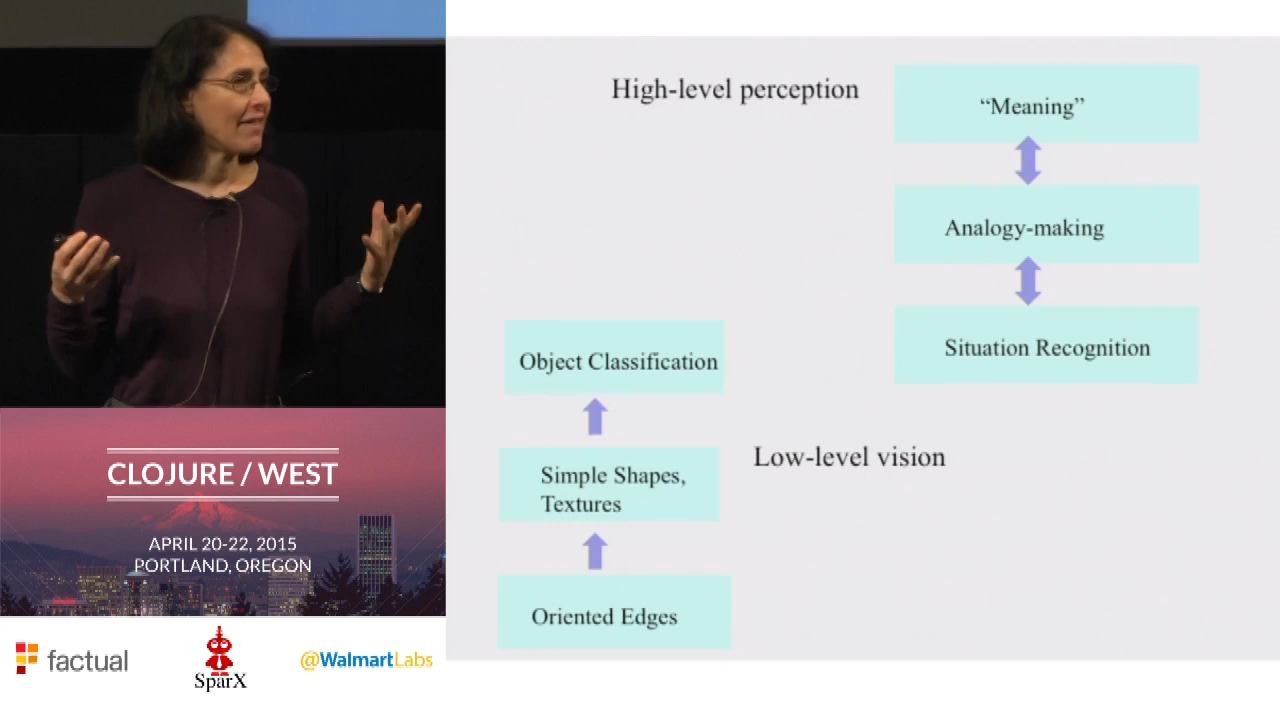 High-level perception
“Meaning”
Analogy-making
Situation Recognition
Object Classification
Low-level vision
Simple Shapes,
Textures
Oriented Edges
CLOJURE / WEST
APRIL 20-22, 2015
PORTLAND, OREGON
factual
SparX
@WalmartLabs